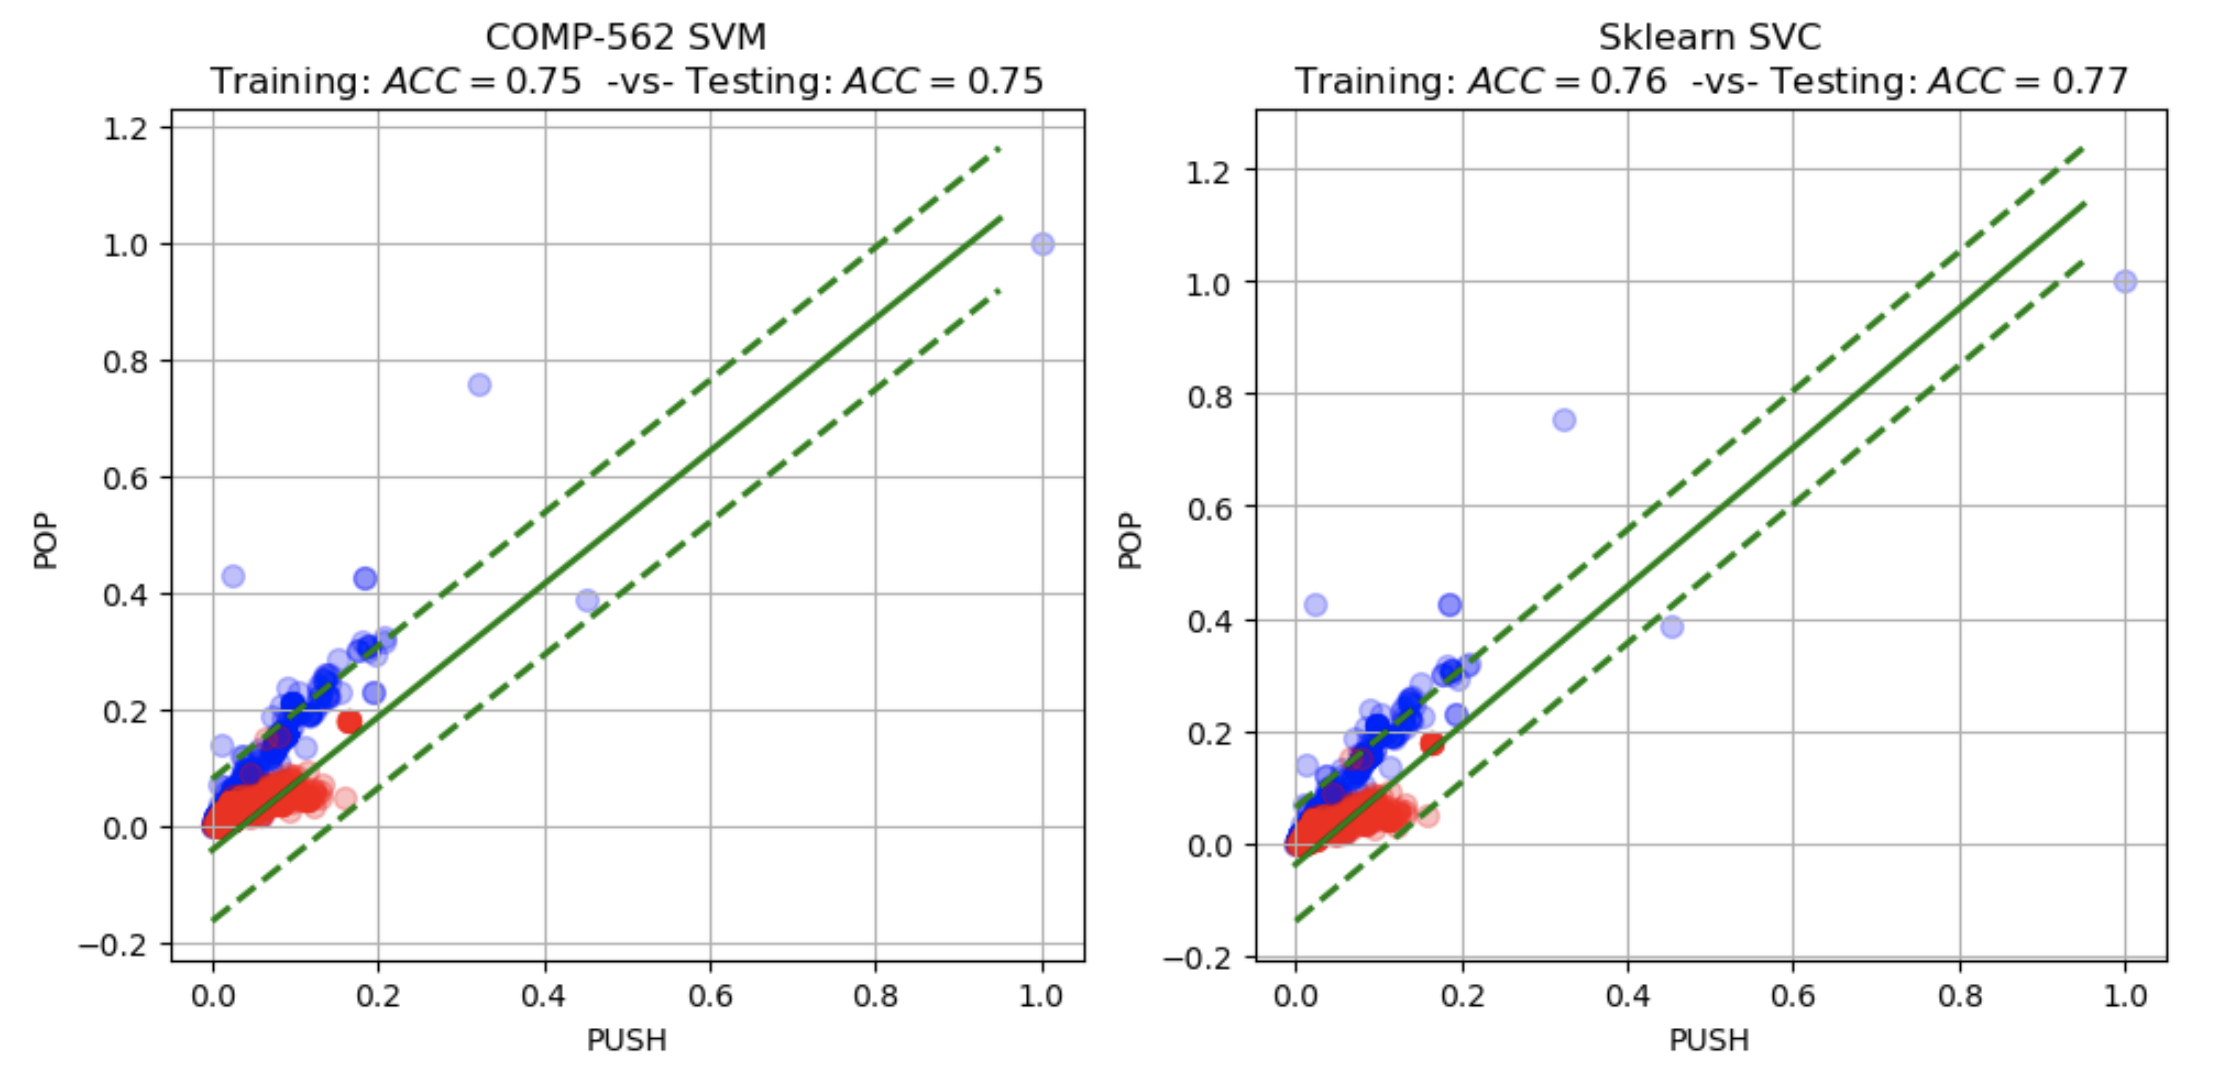 COMP-562 SVM
Training: ACC = 0.75 -vs- Testing: ACC = 0.75
1.2
1.0
0.8
0.6
0.4
0.2
0.0
−0.2
POP
0.0 0.2 0.4 0.6 0.8 1.0
PUSH
Sklearn SVC
Training: ACC = 0.76 -vs- Testing: ACC = 0.77
1.2
1.0
0.8
0.6
0.4
0.2
0.0
−0.2
POP
0.0 0.2 0.4 0.6 0.8 1.0
PUSH